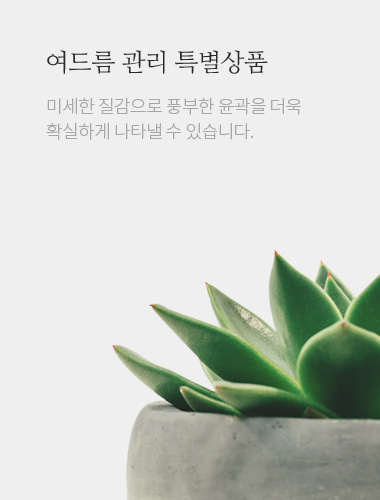 여드름 관리 특별상품
미세한 질감으로 풍부한 윤곽을 더욱
확실하게 나타낼 수 있습니다.